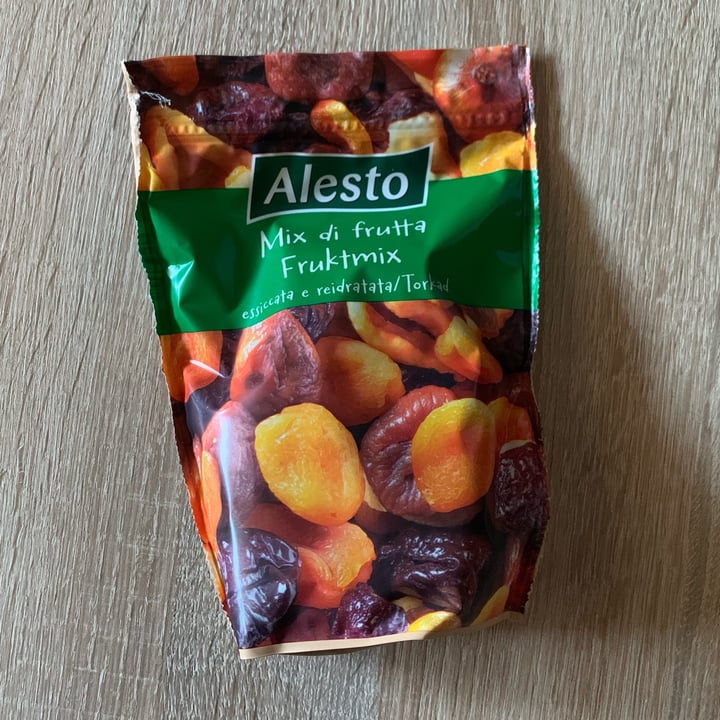 Alesto
Mix di frutta
Fruktmix
essiccata e reidratata/Torkad